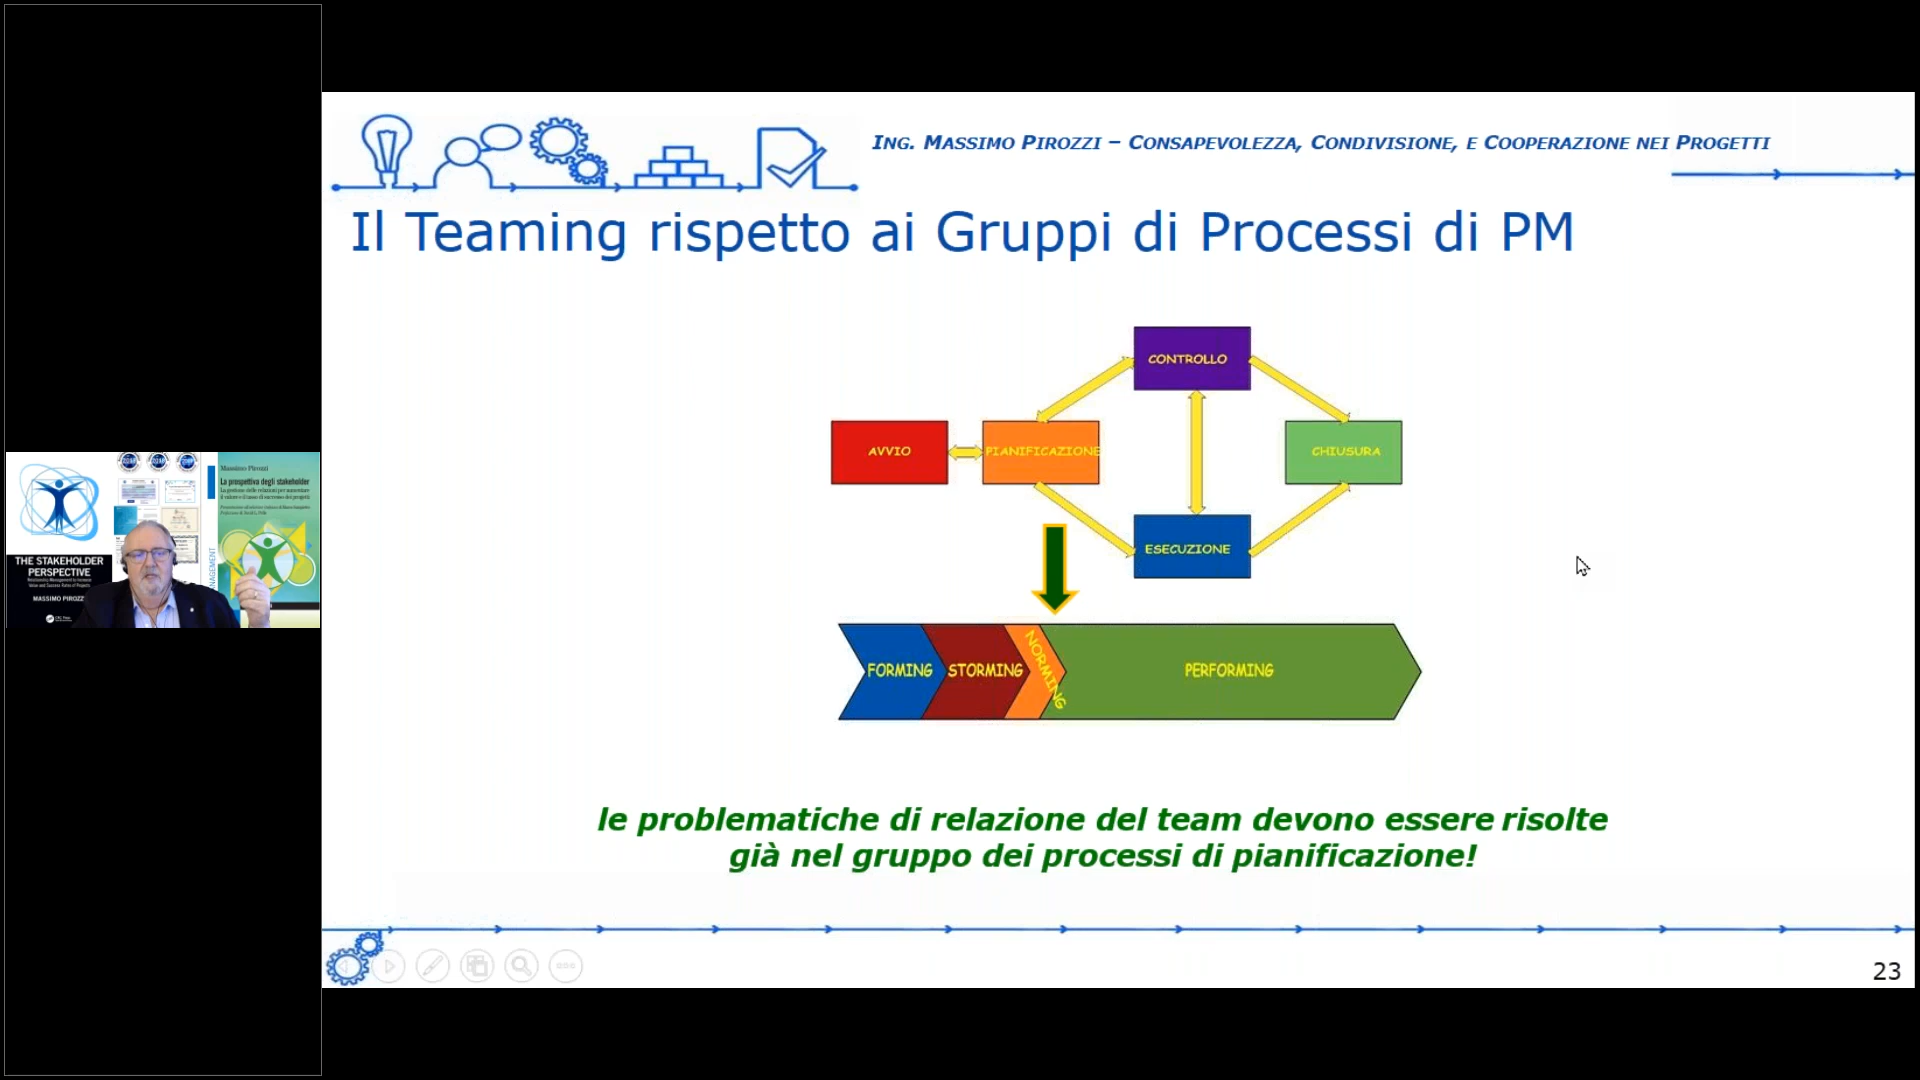 ING. MASSIMO PIROZZI – CONSAPEVOLEZZA, CONDIVISIONE, E COOPERAZIONE NEI PROGETTI
Il Teaming rispetto ai Gruppi di Processi di PM
CONTROLLO
AVVIO
PIANIFICAZIONE
CHIUSURA
ESECUZIONE
FORMING
STORMING
NORMING
PERFORMING
le problematiche di relazione del team devono essere risolte
già nel gruppo dei processi di pianificazione!
23
Massimo Pirozzi
La prospettiva degli stakeholder
THE STAKEHOLDER
PERSPECTIVE
MASSIMO PIROZZI